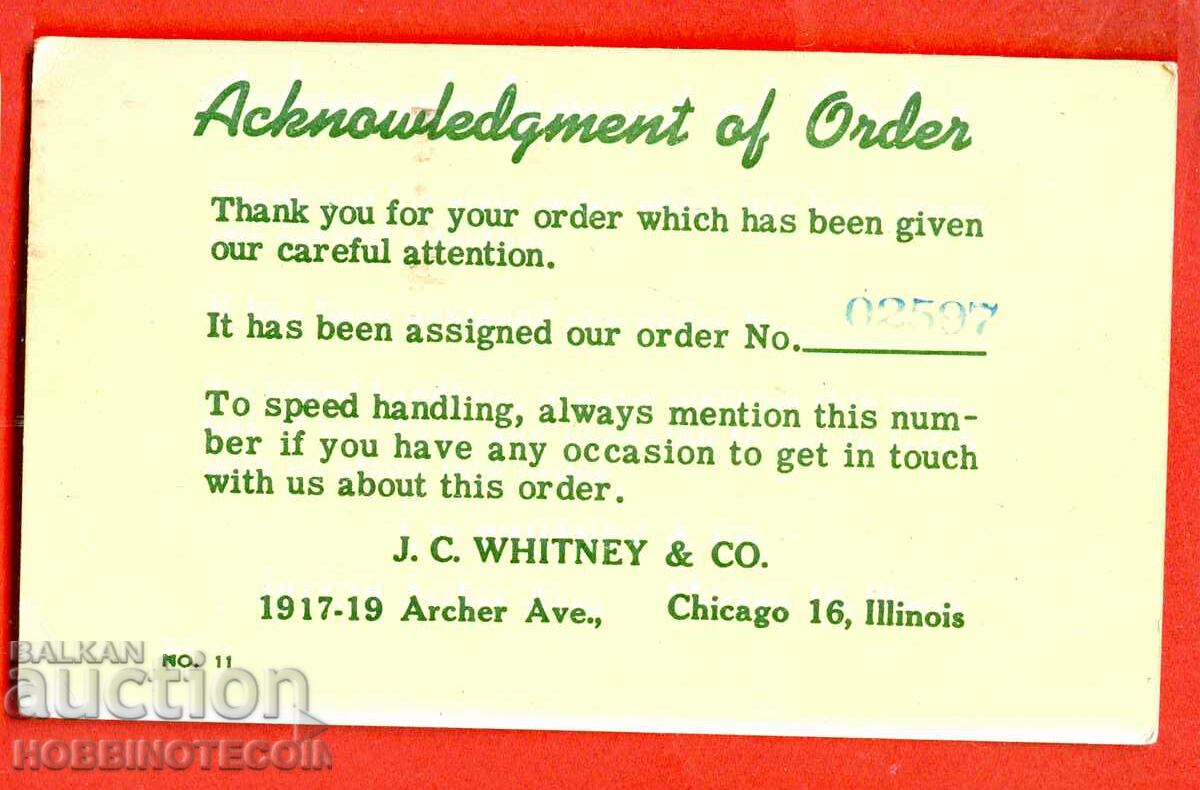 Acknowledgment of Order
Thank you for your order which has been given
our careful attention.
02597
It has been assigned our order No.
To speed handling, always mention this num-
ber if you have any occasion to get in touch
with us about this order.
J. C. WHITNEY & CO.
1917-19 Archer Ave., Chicago 16, Illinois
NO. 11
BALKAN
auction
HOBBINOTECOIN